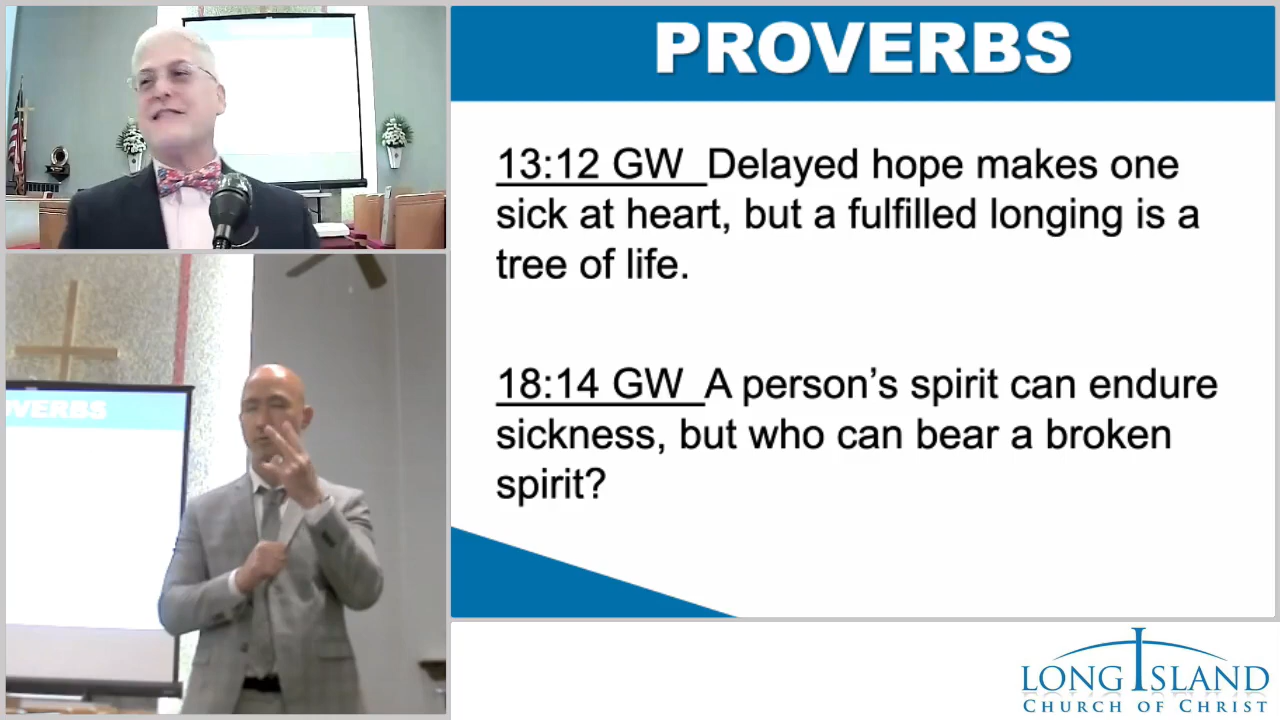 PROVERBS
13:12 GW Delayed hope makes one
sick at heart, but a fulfilled longing is a
tree of life.
18:14 GW A person’s spirit can endure
sickness, but who can bear a broken
spirit?
OVERBS
LONG ISLAND
CHURCH OF CHRIST